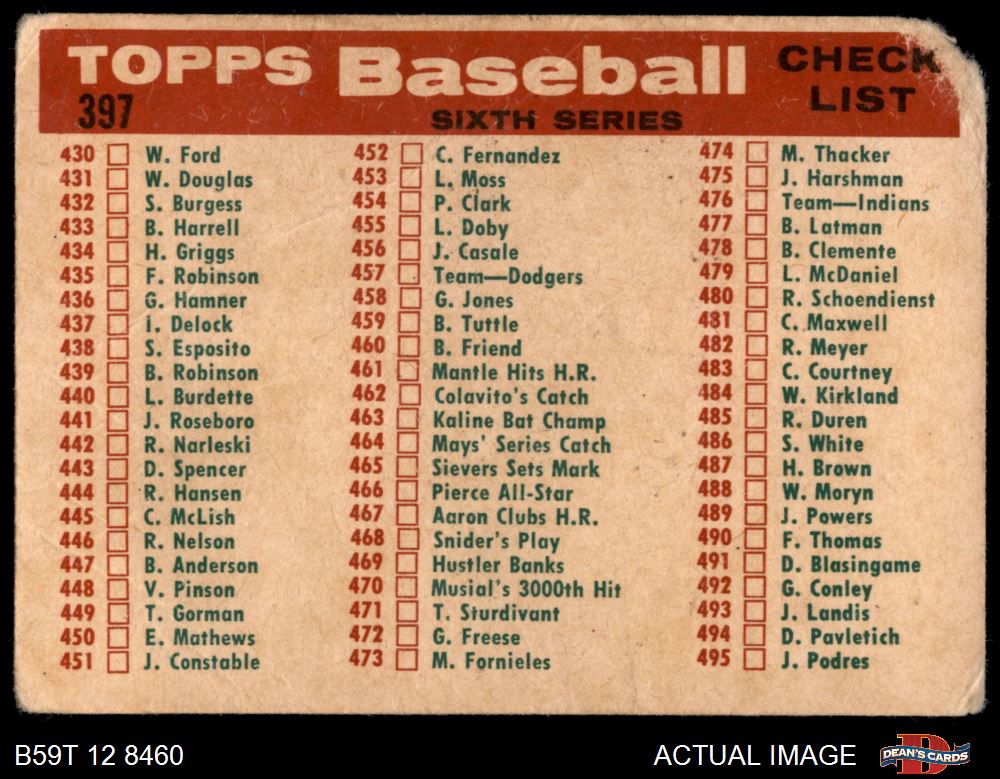 TOPPS Baseball CHECK LIST
397 SIXTH SERIES
430 W. Ford
431 W. Douglas
432 S. Burgess
433 B. Harrell
434 H. Griggs
435 F. Robinson
436 G. Hamner
437 I. Delock
438 S. Esposito
439 B. Robinson
440 L. Burdette
441 J. Roseboro
442 R. Narleski
443 D. Spencer
444 R. Hansen
445 C. McLish
446 R. Nelson
447 B. Anderson
448 V. Pinson
449 T. Gorman
450 E. Mathews
451 J. Constable
452 C. Fernandez
453 L. Moss
454 P. Clark
455 L. Doby
456 J. Casale
457 Team—Dodgers
458 G. Jones
459 B. Tuttle
460 B. Friend
461 Mantle Hits H.R.
462 Colavito's Catch
463 Kaline Bat Champ
464 Mays' Series Catch
465 Sievers Sets Mark
466 Pierce All-Star
467 Aaron Clubs H.R.
468 Snider's Play
469 Hustler Banks
470 Musial's 3000th Hit
471 T. Sturdivant
472 G. Freese
473 M. Fornieles
474 M. Thacker
475 J. Harshman
476 Team—Indians
477 B. Latman
478 B. Clemente
479 L. McDaniel
480 R. Schoendienst
481 C. Maxwell
482 R. Meyer
483 C. Courtney
484 W. Kirkland
485 R. Duren
486 S. White
487 H. Brown
488 W. Moryn
489 J. Powers
490 F. Thomas
491 D. Blasingame
492 G. Conley
493 J. Landis
494 D. Pavletich
495 J. Podres
B59T 12 8460
ACTUAL IMAGE
DEAN'S CARDS